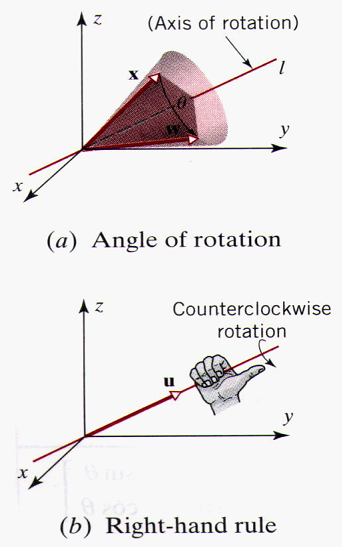 z
(Axis of rotation)
l
x
θ
w
y
x
(a) Angle of rotation
z
Counterclockwise
rotation
u
y
x
(b) Right-hand rule